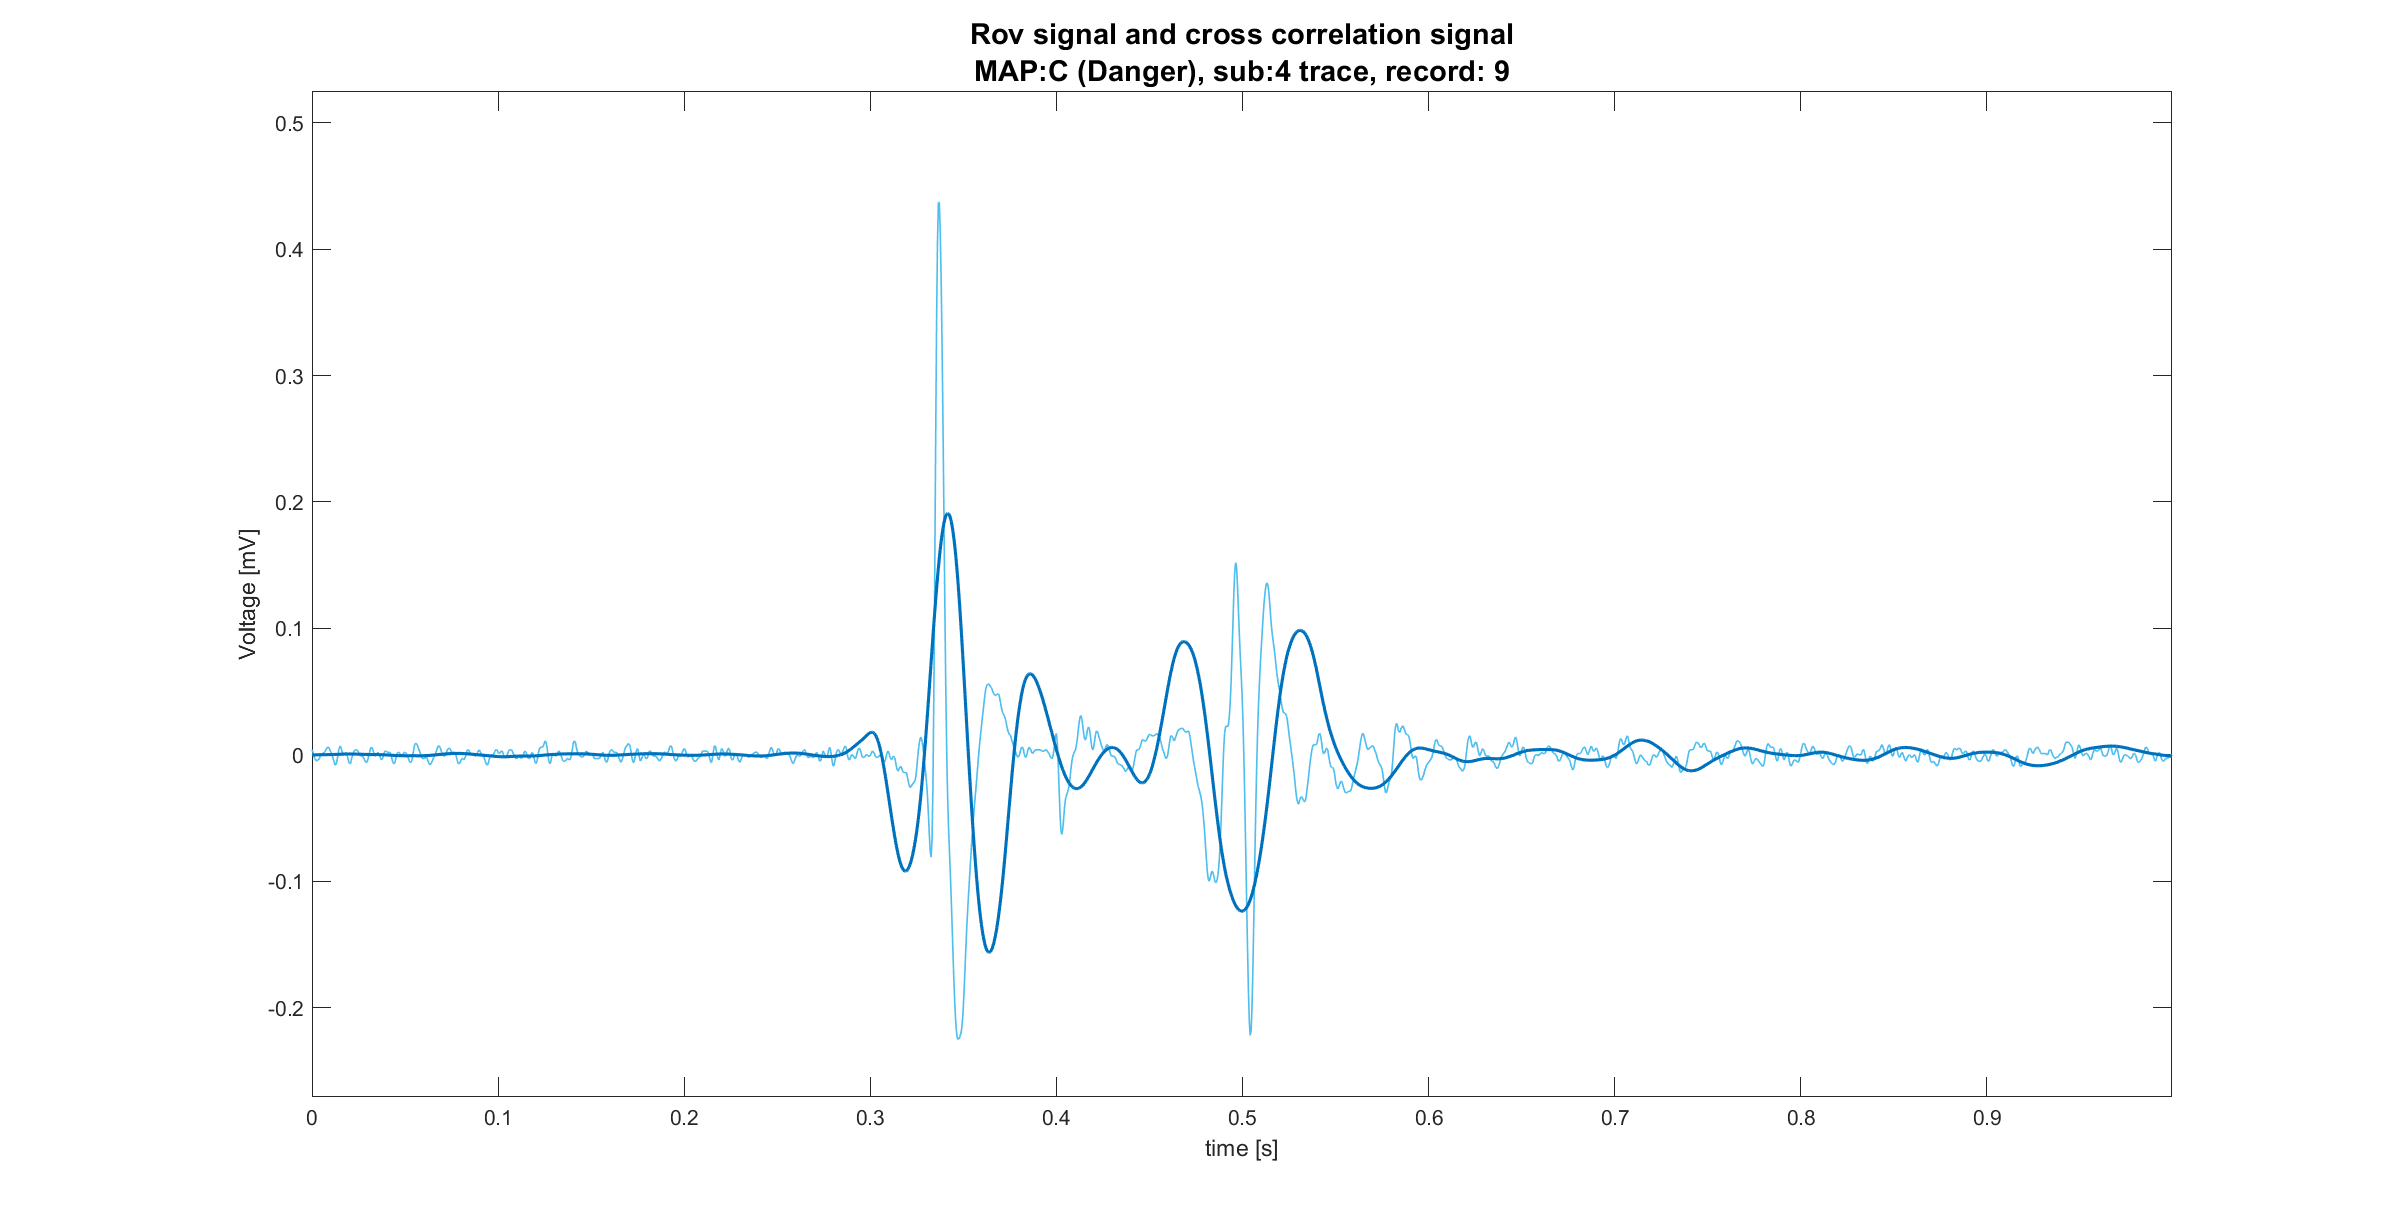 Rov signal and cross correlation signal
MAP:C (Danger), sub:4 trace, record: 9
0.5
0.4
0.3
0.2
0.1
0
-0.1
-0.2
Voltage [mV]
0 0.1 0.2 0.3 0.4 0.5 0.6 0.7 0.8 0.9
time [s]